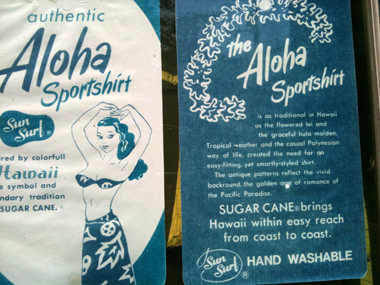 authentic
Aloha
Sportshirt
Sun
Surf
red by colorfull
Hawaii
e symbol and
ndary tradition
SUGAR CANE.
the
Aloha
Sportshirt
is as traditional in Hawaii
as the flowered lei and
the graceful hula maiden.
Tropical weather and the casual Polynesian
way of life, created the need for an
easy-fitting, yet smartly-styled shirt.
The antique patterns reflect the vivid
background, the golden age of romance of
the Pacific Paradise.
SUGAR CANE® brings
Hawaii within easy reach
from coast to coast.
Sun
Surf
®
HAND WASHABLE